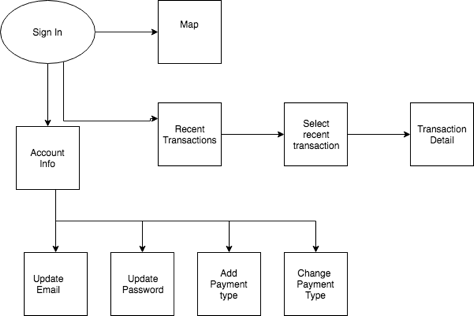 Sign In
Map
Recent
Transactions
Select
recent
transaction
Transaction
Detail
Account
Info
Update
Email
Update
Password
Add
Payment
type
Change
Payment
Type